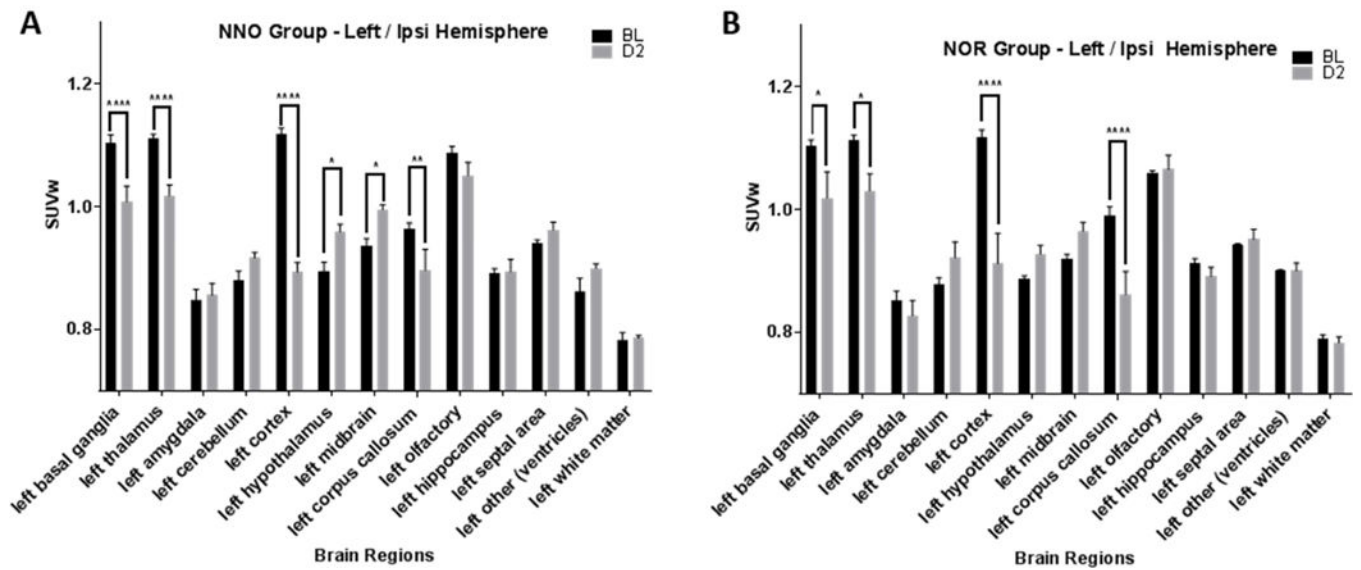 A
NNO Group - Left / Ipsi Hemisphere
BL
D2
^^^^
^^^^
^^^^
^
^
^^
1.2
1.0
0.8
SUVw
left basal ganglia
left thalamus
left amygdala
left cerebellum
left cortex
left hypothalamus
left midbrain
left corpus callosum
left olfactory
left hippocampus
left septal area
left other (ventricles)
left white matter
Brain Regions
B
NOR Group - Left / Ipsi Hemisphere
BL
D2
^
^
^^^^
^^^^
1.2
1.0
0.8
SUVw
left basal ganglia
left thalamus
left amygdala
left cerebellum
left cortex
left hypothalamus
left midbrain
left corpus callosum
left olfactory
left hippocampus
left septal area
left other (ventricles)
left white matter
Brain Regions